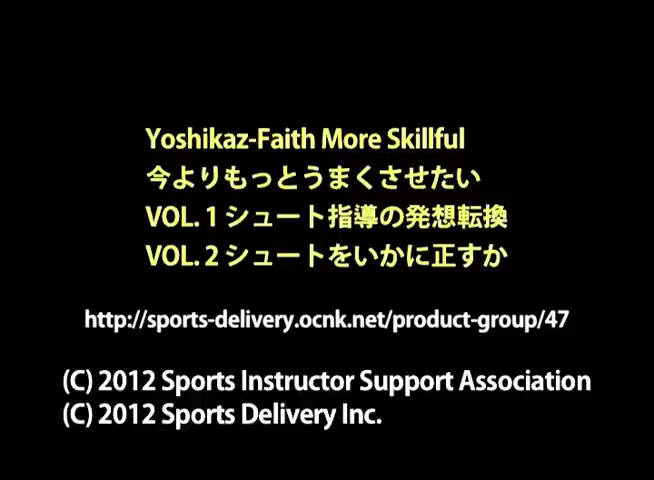 Yoshikaz-Faith More Skillful
今よりもっとうまくさせたい
VOL. 1 シュート指導の発想転換
VOL. 2 シュートをいかに正すか
http://sports-delivery.ocnk.net/product-group/47
(C) 2012 Sports Instructor Support Association
(C) 2012 Sports Delivery Inc.